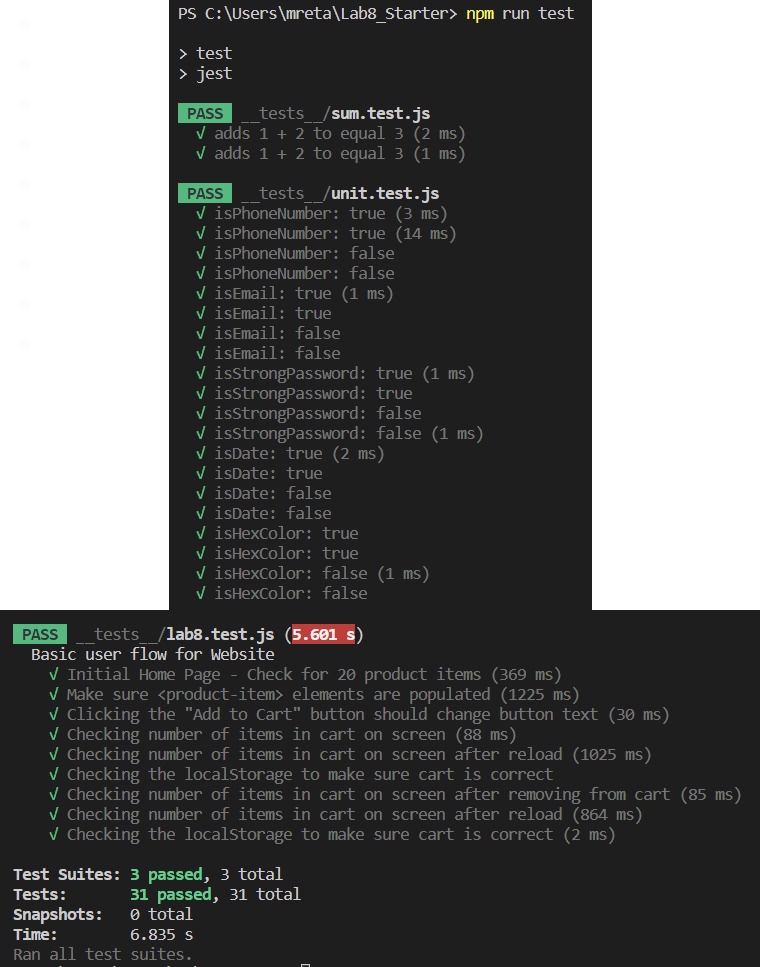 PS C:\Users\mreta\Lab8_Starter> npm run test
> test
> jest
PASS __tests__/sum.test.js
√ adds 1 + 2 to equal 3 (2 ms)
√ adds 1 + 2 to equal 3 (1 ms)
PASS __tests__/unit.test.js
√ isPhoneNumber: true (3 ms)
√ isPhoneNumber: true (14 ms)
√ isPhoneNumber: false
√ isPhoneNumber: false
√ isEmail: true (1 ms)
√ isEmail: true
√ isEmail: false
√ isEmail: false
√ isStrongPassword: true (1 ms)
√ isStrongPassword: true
√ isStrongPassword: false
√ isStrongPassword: false (1 ms)
√ isDate: true (2 ms)
√ isDate: true
√ isDate: false
√ isDate: false
√ isHexColor: true
√ isHexColor: true
√ isHexColor: false (1 ms)
√ isHexColor: false
PASS __tests__/lab8.test.js (5.601 s)
Basic user flow for Website
√ Initial Home Page - Check for 20 product items (369 ms)
√ Make sure <product-item> elements are populated (1225 ms)
√ Clicking the "Add to Cart" button should change button text (30 ms)
√ Checking number of items in cart on screen (88 ms)
√ Checking number of items in cart on screen after reload (1025 ms)
√ Checking the localStorage to make sure cart is correct
√ Checking number of items in cart on screen after removing from cart (85 ms)
√ Checking number of items in cart on screen after reload (864 ms)
√ Checking the localStorage to make sure cart is correct (2 ms)
Test Suites: 3 passed, 3 total
Tests: 31 passed, 31 total
Snapshots: 0 total
Time: 6.835 s
Ran all test suites.